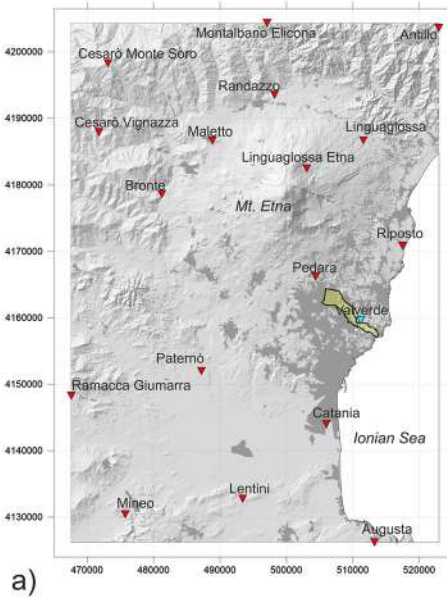 4200000
Montalbano Elicona
Antillo
Cesarò Monte Soro
Randazzo
4190000
Cesarò Vignazza
Maletto
Linguaglossa
Linguaglossa Etna
4180000
Bronte
Mt. Etna
Riposto
4170000
Pedara
4160000
Valverde
Paternò
4150000
Ramacca Giumarra
Catania
4140000
Ionian Sea
Lentini
Mineo
4130000
Augusta
470000 480000 490000 500000 510000 520000
a)